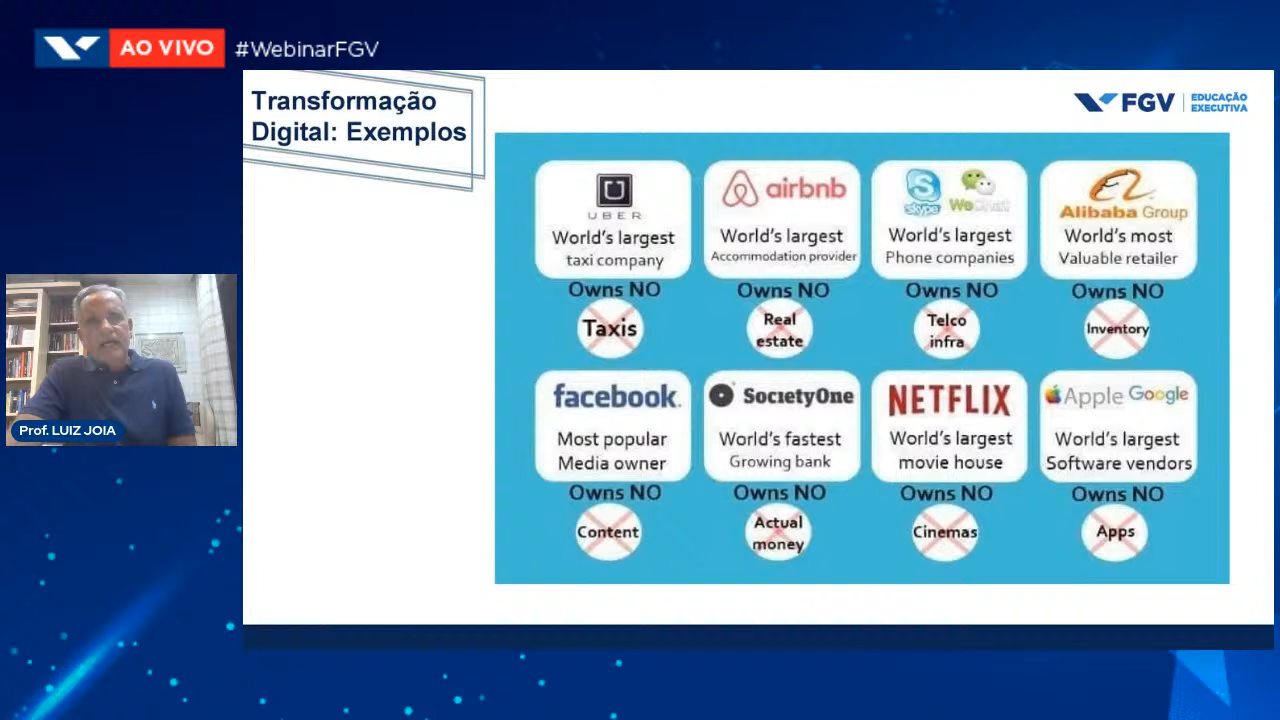 AO VIVO #WebinarFGV
Transformação
Digital: Exemplos
FGV EDUCAÇÃO
EXECUTIVA
UBER
World's largest
taxi company
Owns NO
Taxis
airbnb
World's largest
Accommodation provider
Owns NO
Real
estate
skype WeChat
World's largest
Phone companies
Owns NO
Telco
infra
Alibaba Group
World's most
Valuable retailer
Owns NO
Inventory
facebook.
Most popular
Media owner
Owns NO
Content
SocietyOne
World's fastest
Growing bank
Owns NO
Actual
money
NETFLIX
World's largest
movie house
Owns NO
Cinemas
Apple Google
World's largest
Software vendors
Owns NO
Apps
Prof. LUIZ JOIA